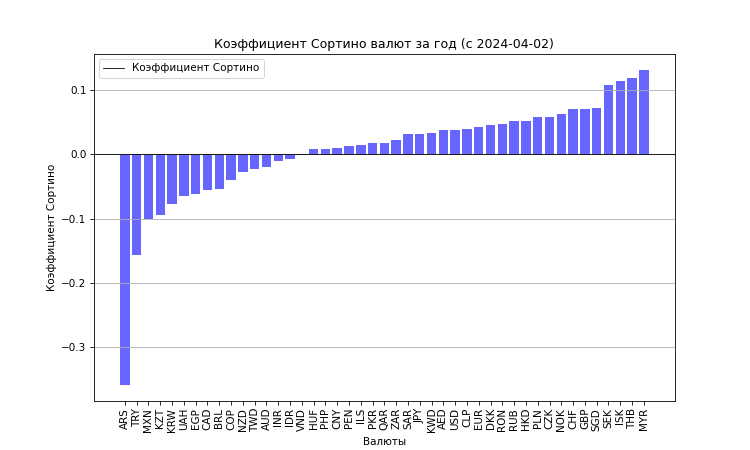 Коэффициент Сортино валют за год (с 2024-04-02)
Коэффициент Сортино
0.1
0.0
−0.1
−0.2
−0.3
Коэффициент Сортино
ARS TRY MXN KZT KRW UAH EGP CAD BRL COP NZD TWD AUD INR IDR VND HUF PHP CNY PEN ILS PKR QAR ZAR SAR JPY KWD AED USD CLP EUR DKK RON RUB HKD PLN CZK NOK CHF GBP SGD SEK ISK THB MYR
Валюты